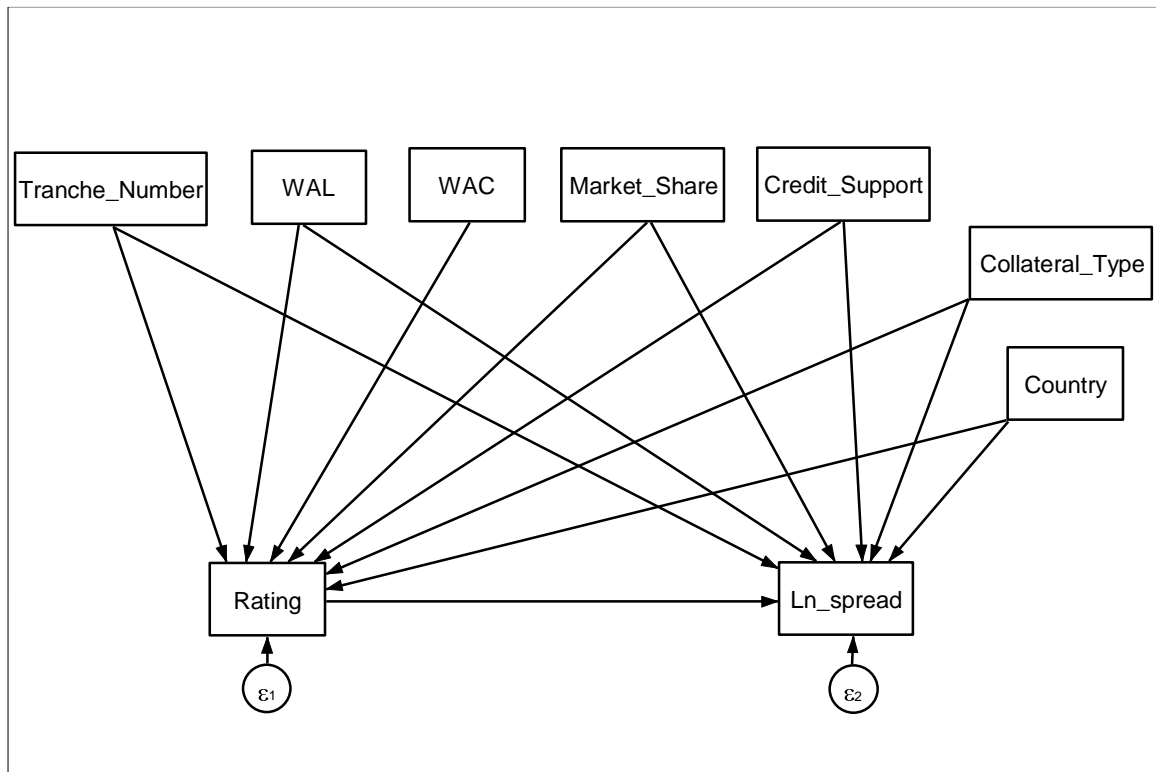 Tranche_Number
WAL
WAC
Market_Share
Credit_Support
Collateral_Type
Country
Rating
Ln_spread
ε1
ε2